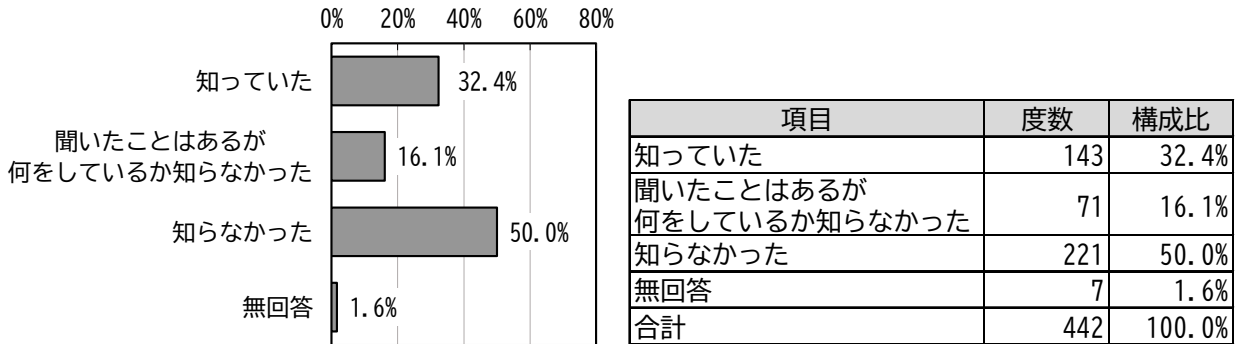 0% 20% 40% 60% 80%
知っていた
32.4%
聞いたことはあるが
何をしているか知らなかった
16.1%
知らなかった
50.0%
無回答
1.6%
項目 度数 構成比
知っていた 143 32.4%
聞いたことはあるが
何をしているか知らなかった 71 16.1%
知らなかった 221 50.0%
無回答 7 1.6%
合計 442 100.0%